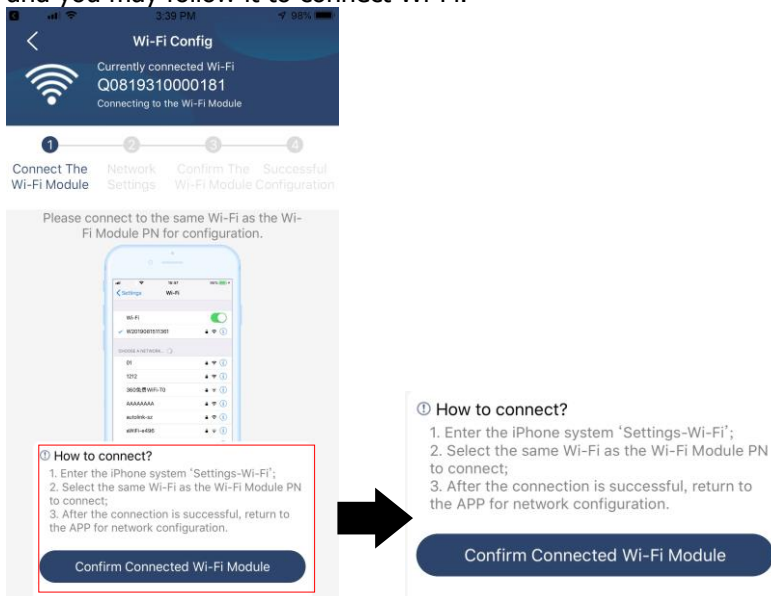 and you may follow it to connect Wi-Fi.
3:39 PM
98%
Wi-Fi Config
Currently connected Wi-Fi
Q0819310000181
Connecting to the Wi-Fi Module
1 2 3 4
Connect The Wi-Fi Module
Network Settings
Confirm The Wi-Fi Module
Successful Configuration
Please connect to the same Wi-Fi as the Wi-
Fi Module PN for configuration.
Settings Wi-Fi
Wi-Fi
CHOOSE A NETWORK...
1212
AAAAAAAA
autolink-sz
How to connect?
1. Enter the iPhone system ‘Settings-Wi-Fi’;
2. Select the same Wi-Fi as the Wi-Fi Module PN
to connect;
3. After the connection is successful, return to
the APP for network configuration.
Confirm Connected Wi-Fi Module
How to connect?
1. Enter the iPhone system ‘Settings-Wi-Fi’;
2. Select the same Wi-Fi as the Wi-Fi Module PN
to connect;
3. After the connection is successful, return to
the APP for network configuration.
Confirm Connected Wi-Fi Module